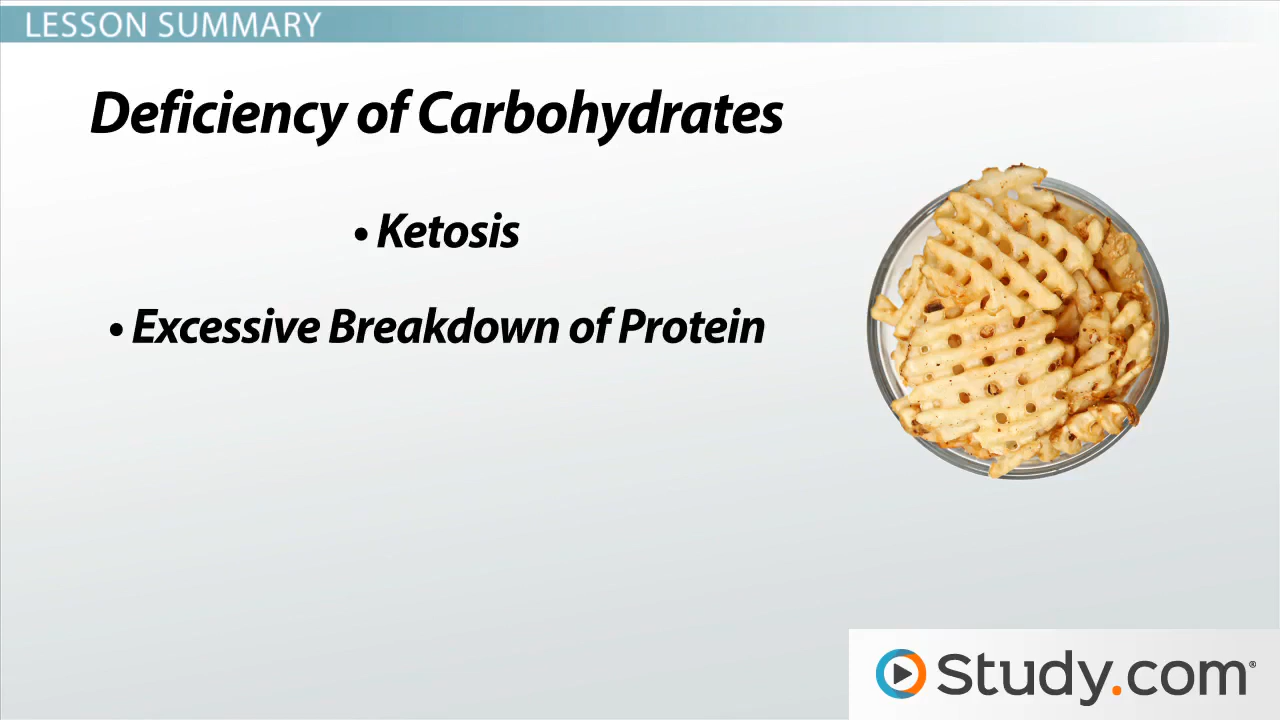 LESSON SUMMARY
Deficiency of Carbohydrates
• Ketosis
• Excessive Breakdown of Protein
Study.com®